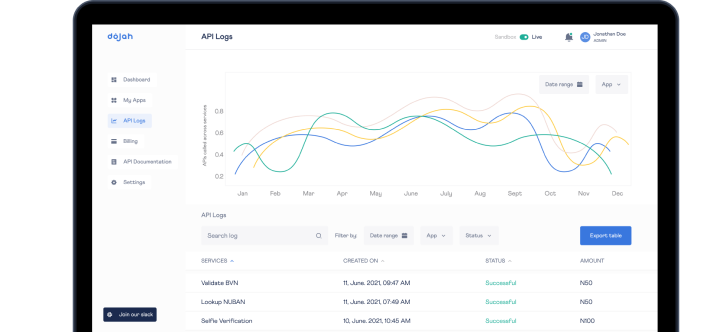 dojah
API Logs
Sandbox Live
JD Jonathan Doe
ADMIN
Dashboard
My Apps
API Logs
Billing
API Documentation
Settings
Join our slack
Date range App
APIs called across services
0.8
0.6
0.4
0.2
Jan Feb Mar Apr May June July Aug Sept Oct Nov Dec
API Logs
Search log Filter by Date range App Status Export table
SERVICES CREATED ON STATUS AMOUNT
Validate BVN 11, June. 2021, 09:47 AM Successful N50
Lookup NUBAN 11, June. 2021, 07:49 AM Successful N50
Selfie Verification 10, June. 2021, 10:45 AM Successful N100